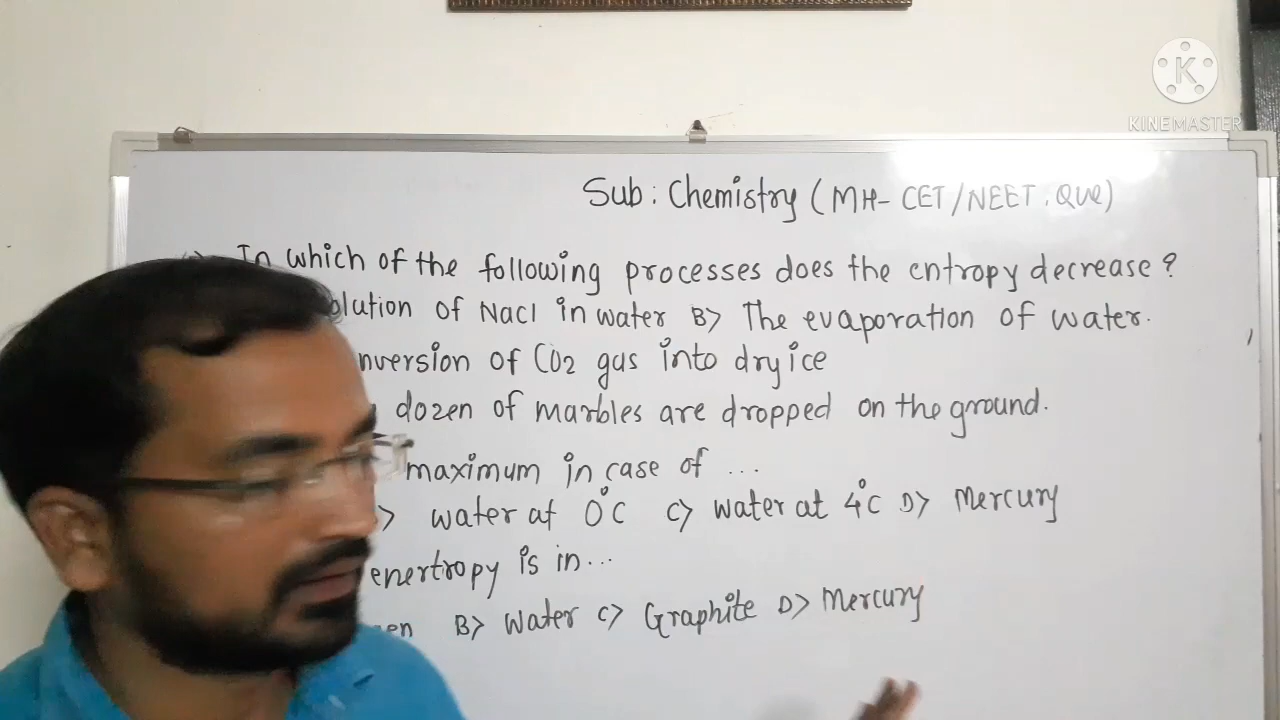 KINEMASTER
Sub : Chemistry ( MH- CET / NEET . Que )
In which of the following processes does the entropy decrease ?
of NaCl in water B> The evaporation of water.
of CO2 gas into dry ice
dozen of marbles are dropped on the ground.
maximum in case of ...
> water at 0°C C> water at 4°C D> Mercury
enertropy is in...
B> Water C> Graphite D> Mercury